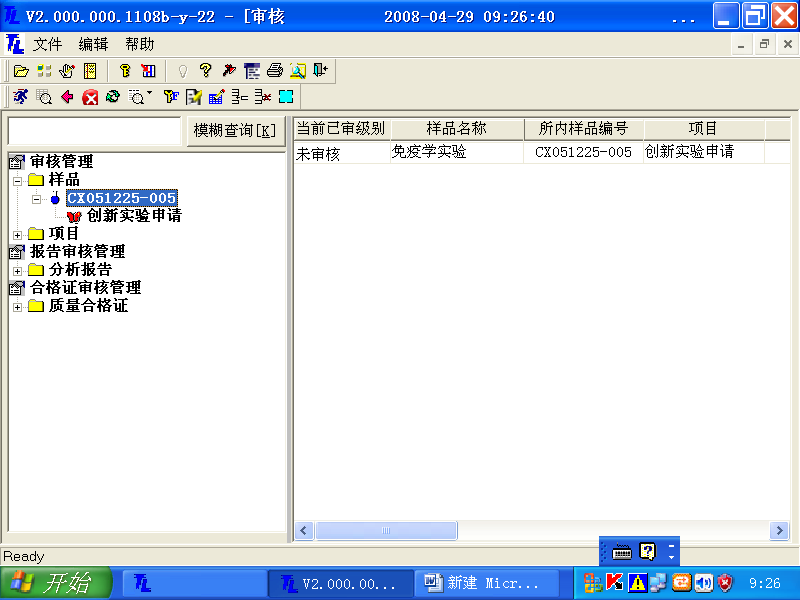 V2.000.000.1108b-y-22 - [审核 2008-04-29 09:26:40 ...
文件 编辑 帮助
模糊查询[K]
当前已审级别 样品名称 所内样品编号 项目
未审核 免疫学实验 CX051225-005 创新实验申请
审核管理
样品
CX051225-005
创新实验申请
项目
报告审核管理
分析报告
合格证审核管理
质量合格证
Ready
开始 V2.000.00... 新建 Micr... 9:26